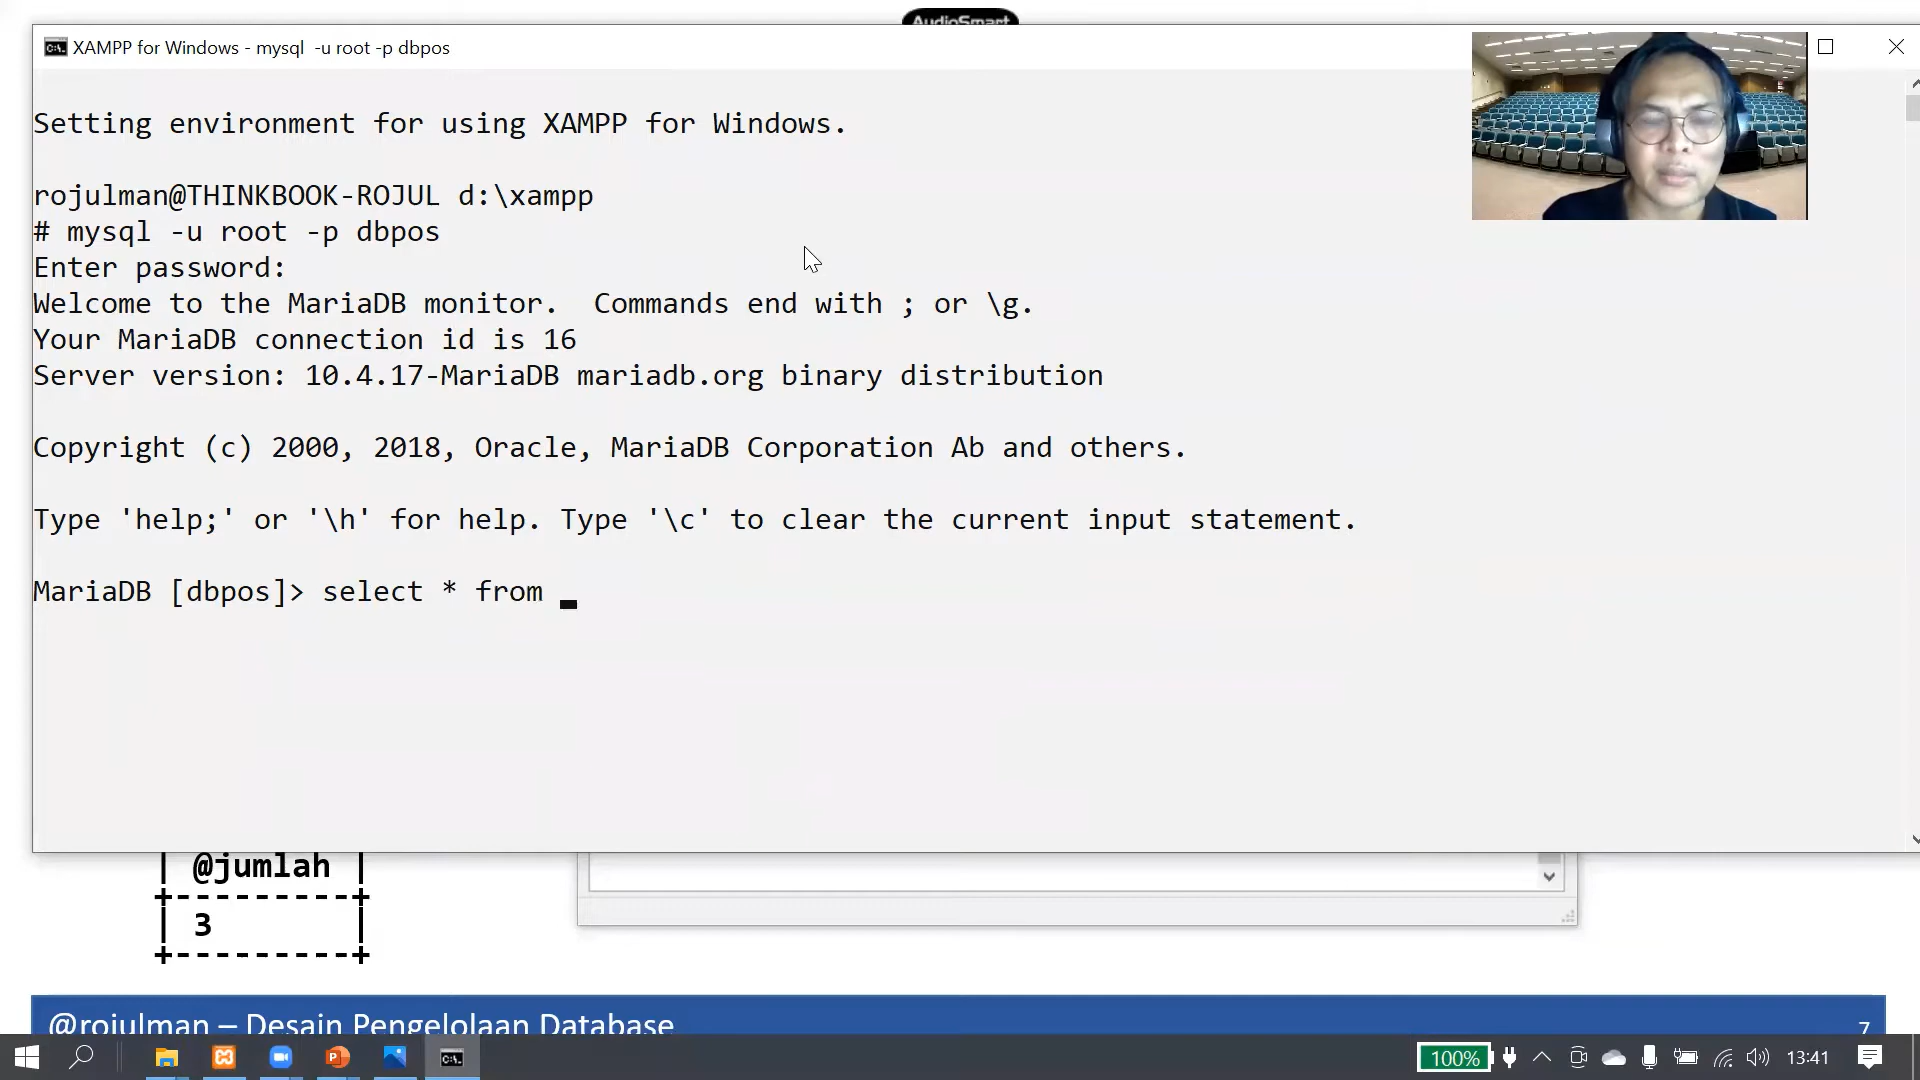 AudioSmart
XAMPP for Windows - mysql -u root -p dbpos
Setting environment for using XAMPP for Windows.
rojulman@THINKBOOK-ROJUL d:\xampp
# mysql -u root -p dbpos
Enter password:
Welcome to the MariaDB monitor.  Commands end with ; or \g.
Your MariaDB connection id is 16
Server version: 10.4.17-MariaDB mariadb.org binary distribution
Copyright (c) 2000, 2018, Oracle, MariaDB Corporation Ab and others.
Type 'help;' or '\h' for help. Type '\c' to clear the current input statement.
MariaDB [dbpos]> select * from _
| @jumlah |
+----------+
| 3 |
+----------+
@rojulman – Desain Pengelolaan Database
7
100%
13:41